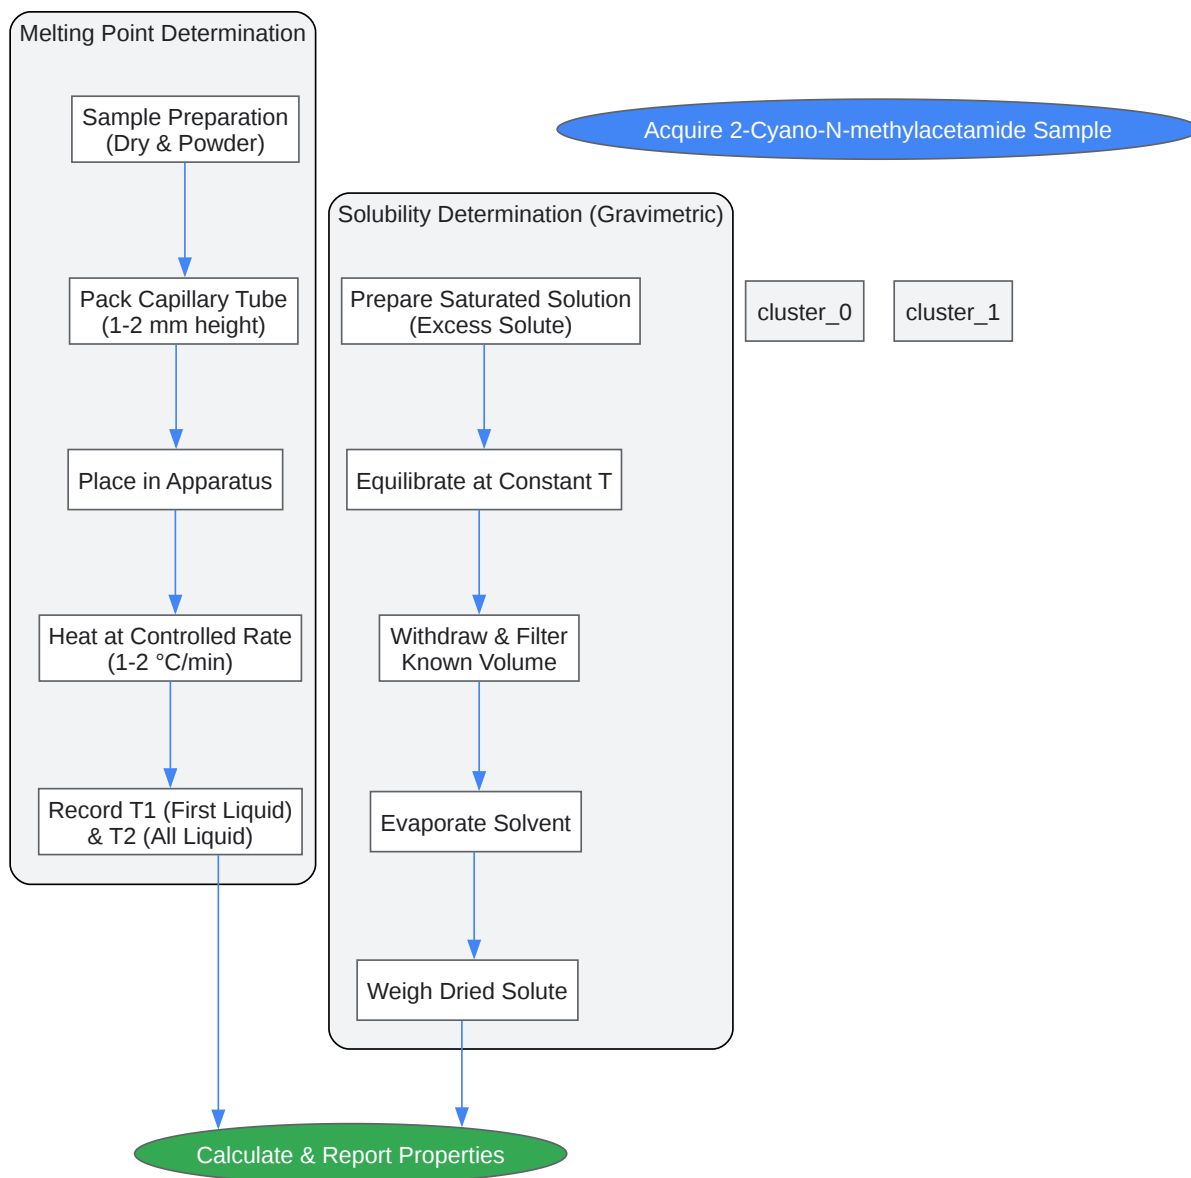 Melting Point Determination
Sample Preparation
(Dry & Powder)
Pack Capillary Tube
(1-2 mm height)
Place in Apparatus
Heat at Controlled Rate
(1-2 °C/min)
Record T1 (First Liquid)
& T2 (All Liquid)
Acquire 2-Cyano-N-methylacetamide Sample
Solubility Determination (Gravimetric)
Prepare Saturated Solution
(Excess Solute)
Equilibrate at Constant T
Withdraw & Filter
Known Volume
Evaporate Solvent
Weigh Dried Solute
cluster_0
cluster_1
Calculate & Report Properties